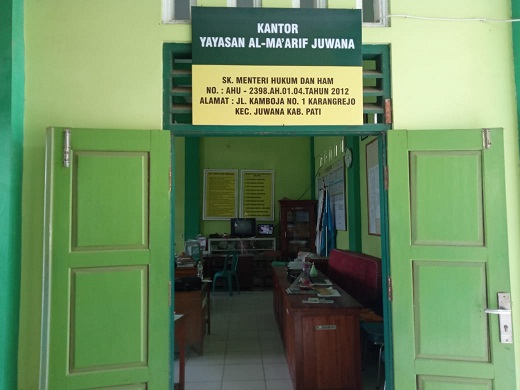 KANTOR
YAYASAN AL-MA'ARIF JUWANA
SK. MENTERI HUKUM DAN HAM
NO. : AHU - 2398.AH.01.04.TAHUN 2012
ALAMAT : JL. KAMBOJA NO. 1 KARANGREJO
KEC. JUWANA KAB. PATI